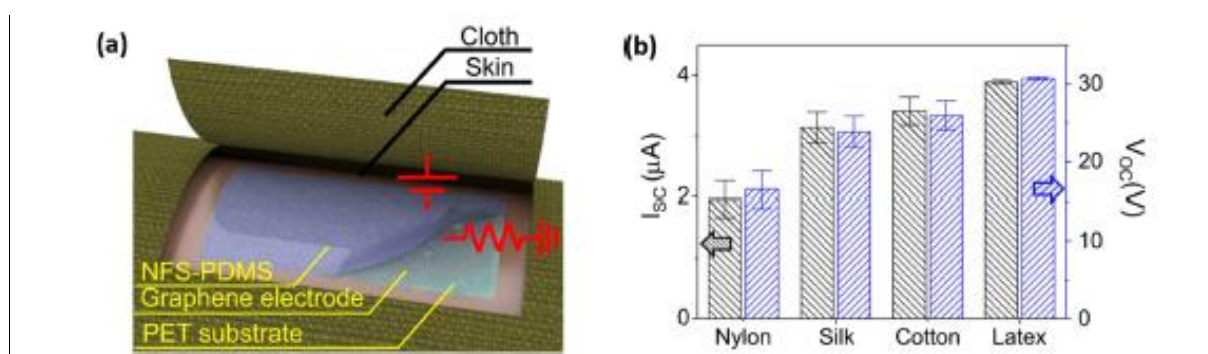 (a)
Cloth
Skin
NFS-PDMS
Graphene electrode
PET substrate
(b)
I_SC (μA)
4
2
0
V_OC(V)
30
20
10
0
Nylon Silk Cotton Latex